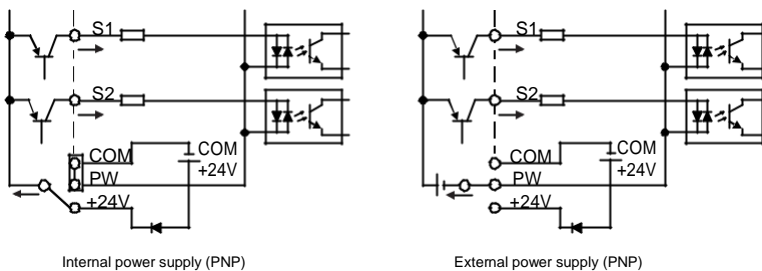 S1
S2
COM
COM
+24V
PW
+24V
Internal power supply (PNP)
S1
S2
COM
COM
+24V
PW
+24V
External power supply (PNP)